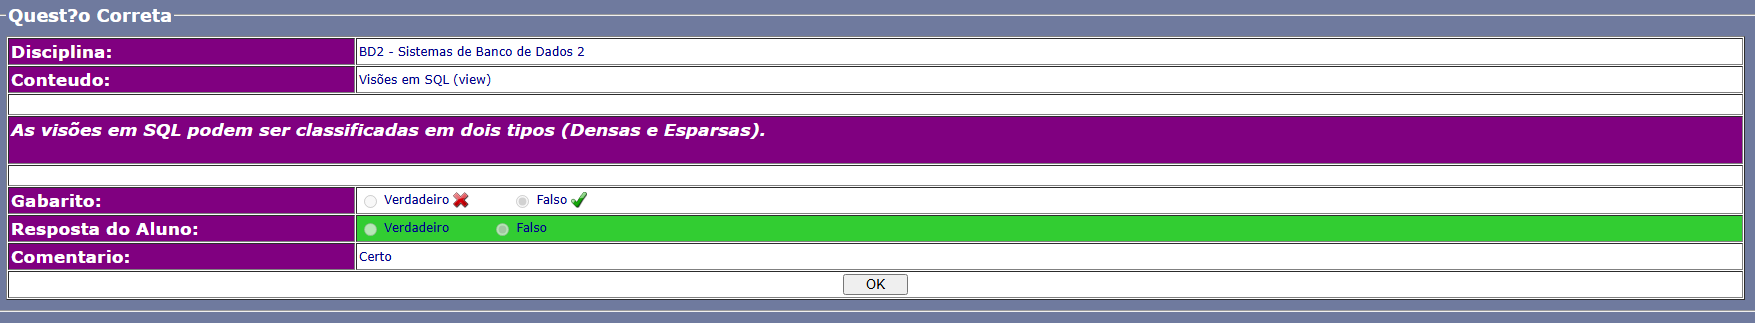 Quest?o Correta
Disciplina: BD2 - Sistemas de Banco de Dados 2
Conteudo: Visões em SQL (view)
As visões em SQL podem ser classificadas em dois tipos (Densas e Esparsas).
Gabarito: Verdadeiro Falso
Resposta do Aluno: Verdadeiro Falso
Comentario: Certo
OK